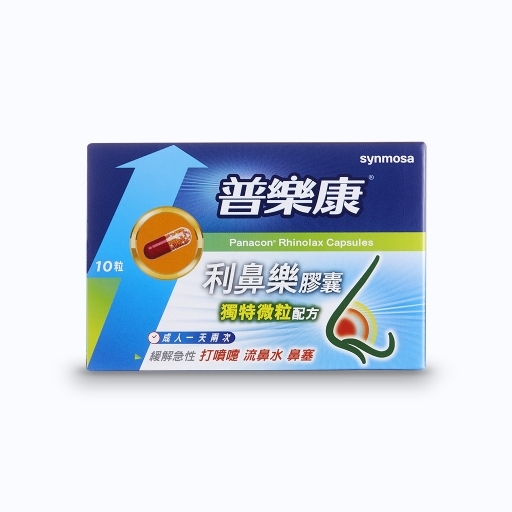 synmosa
普樂康®
Panacon® Rhinolax Capsules
10粒
利鼻樂膠囊
獨特微粒配方
成人一天兩次
緩解急性 打噴嚏 流鼻水 鼻塞